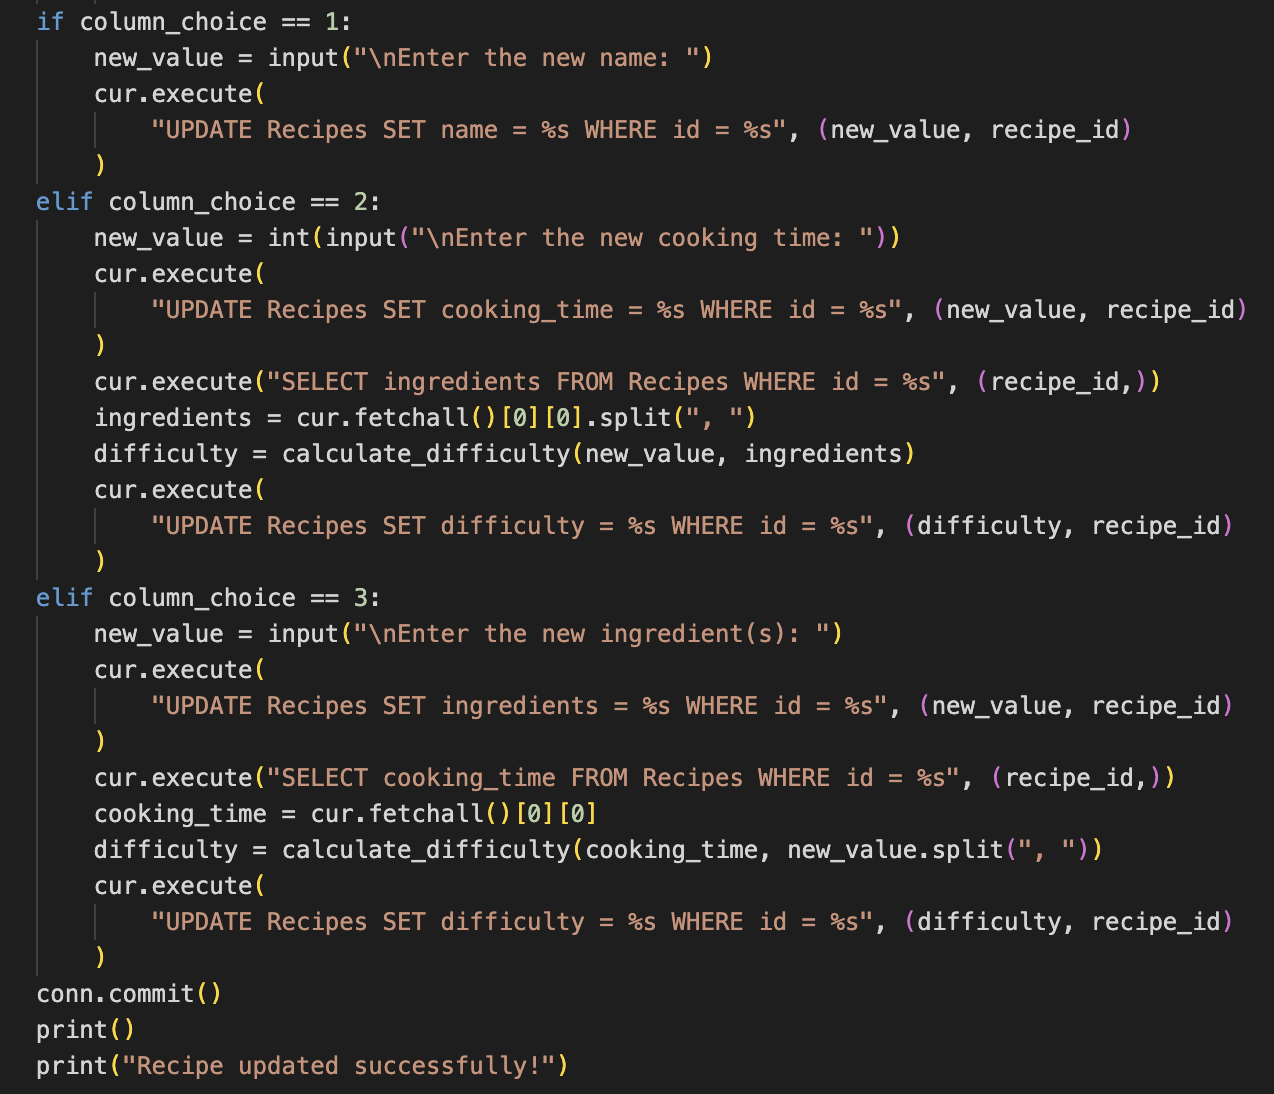 if column_choice == 1:
    new_value = input("\nEnter the new name: ")
    cur.execute(
        "UPDATE Recipes SET name = %s WHERE id = %s", (new_value, recipe_id)
    )
elif column_choice == 2:
    new_value = int(input("\nEnter the new cooking time: "))
    cur.execute(
        "UPDATE Recipes SET cooking_time = %s WHERE id = %s", (new_value, recipe_id)
    )
    cur.execute("SELECT ingredients FROM Recipes WHERE id = %s", (recipe_id,))
    ingredients = cur.fetchall()[0][0].split(", ")
    difficulty = calculate_difficulty(new_value, ingredients)
    cur.execute(
        "UPDATE Recipes SET difficulty = %s WHERE id = %s", (difficulty, recipe_id)
    )
elif column_choice == 3:
    new_value = input("\nEnter the new ingredient(s): ")
    cur.execute(
        "UPDATE Recipes SET ingredients = %s WHERE id = %s", (new_value, recipe_id)
    )
    cur.execute("SELECT cooking_time FROM Recipes WHERE id = %s", (recipe_id,))
    cooking_time = cur.fetchall()[0][0]
    difficulty = calculate_difficulty(cooking_time, new_value.split(", "))
    cur.execute(
        "UPDATE Recipes SET difficulty = %s WHERE id = %s", (difficulty, recipe_id)
    )
conn.commit()
print()
print("Recipe updated successfully!")